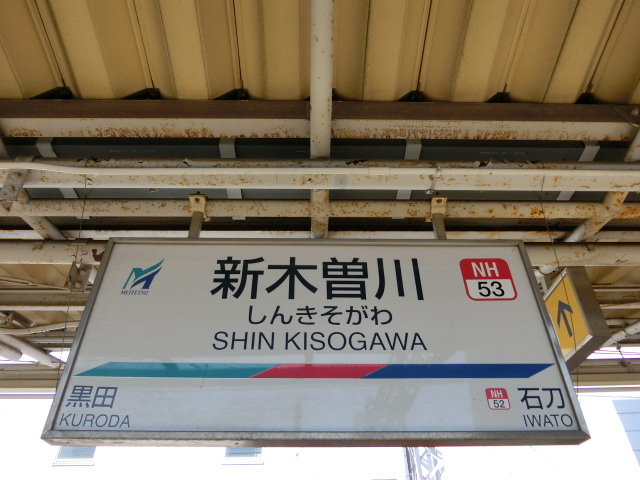 MEITETSU
新木曽川
しんきそがわ
SHIN KISOGAWA
NH
53
黒田
KURODA
NH
52
石刀
IWATO